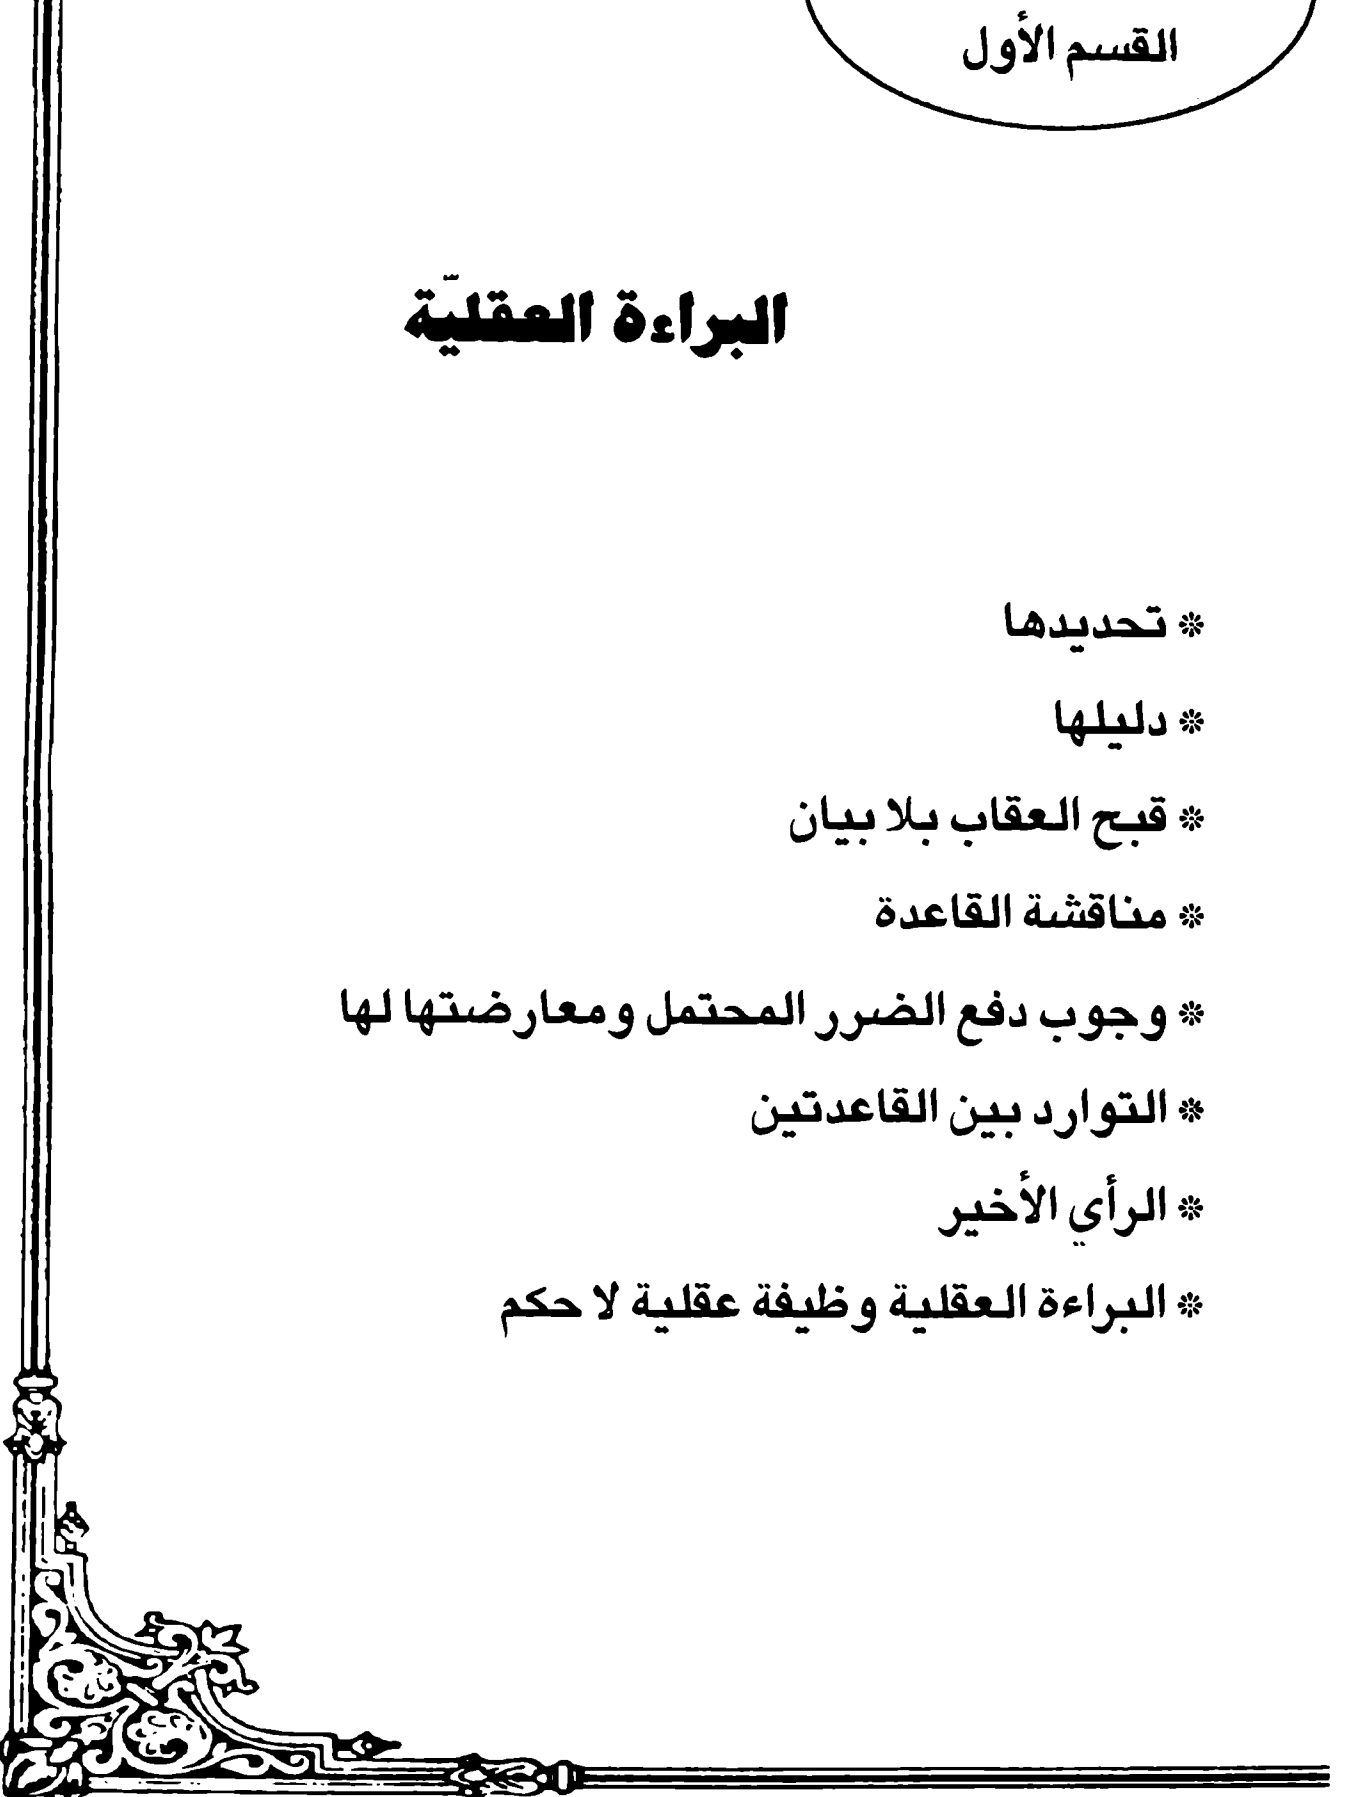 القسم الأول
البراءة العقليّة
❊ تحديدها
❊ دليلها
❊ قبح العقاب بلا بيان
❊ مناقشة القاعدة
❊ وجوب دفع الضرر المحتمل ومعارضتها لها
❊ التوارد بين القاعدتين
❊ الرأي الأخير
❊ البراءة العقلية وظيفة عقلية لا حكم